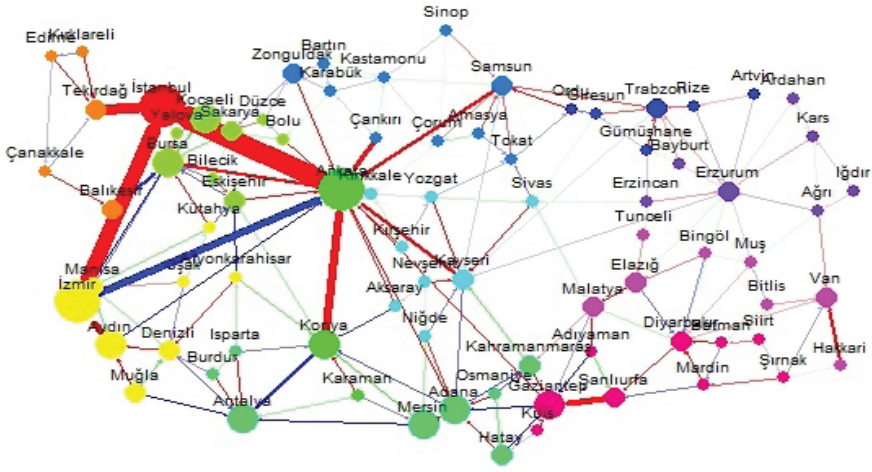 Sinop
Edirne
Kırklareli
Bartın
Zonguldak
Kastamonu
Samsun
Karabük
Tekirdağ
İstanbul
Kocaeli
Düzce
Sakarya
Yalova
Bolu
Çankırı
Çorum
Amasya
Ordu
Giresun
Trabzon
Rize
Artvin
Ardahan
Kars
Tokat
Gümüşhane
Bayburt
Çanakkale
Bursa
Bilecik
Eskişehir
Ankara
Kırıkkale
Yozgat
Sivas
Erzincan
Erzurum
Iğdır
Ağrı
Balıkesir
Kütahya
Kırşehir
Tunceli
Bingöl
Muş
Manisa
İzmir
Uşak
Afyonkarahisar
Nevşehir
Kayseri
Aksaray
Elazığ
Malatya
Bitlis
Van
Niğde
Aydın
Denizli
Isparta
Konya
Adıyaman
Diyarbakır
Batman
Siirt
Hakkari
Burdur
Kahramanmaraş
Şırnak
Mardin
Muğla
Karaman
Osmaniye
Gaziantep
Şanlıurfa
Antalya
Mersin
Adana
Kilis
Hatay